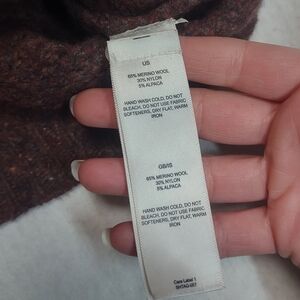 US
65% MERINO WOOL
30% NYLON
5% ALPACA
HAND WASH COLD, DO NOT
BLEACH, DO NOT USE FABRIC
SOFTENERS, DRY FLAT, WARM
IRON
GB/IS
65% MERINO WOOL
30% NYLON
5% ALPACA
HAND WASH COLD, DO NOT
BLEACH, DO NOT USE FABRIC
SOFTENERS, DRY FLAT, WARM
IRON
Care Label 1